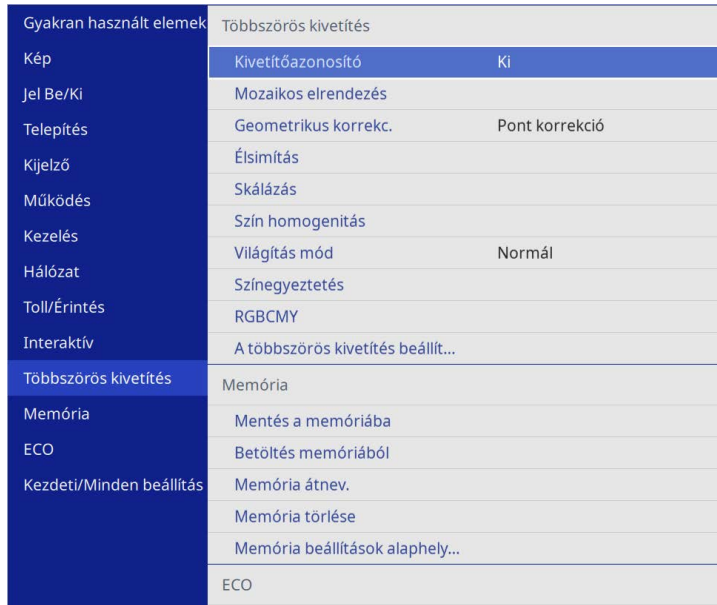 Gyakran használt elemek
Kép
Jel Be/Ki
Telepítés
Kijelző
Működés
Kezelés
Hálózat
Toll/Érintés
Interaktív
Többszörös kivetítés
Memória
ECO
Kezdeti/Minden beállítás
Többszörös kivetítés
Kivetítőazonosító Ki
Mozaikos elrendezés
Geometrikus korrekc. Pont korrekció
Élsimítás
Skálázás
Szín homogenitás
Világítás mód Normál
Színegyeztetés
RGBCMY
A többszörös kivetítés beállít...
Memória
Mentés a memóriába
Betöltés memóriából
Memória átnev.
Memória törlése
Memória beállítások alaphely...
ECO